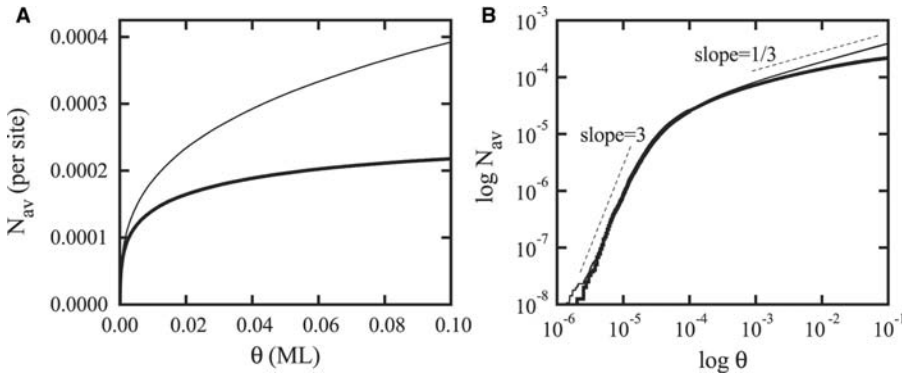 A
N_av (per site)
0.0004
0.0003
0.0002
0.0001
0.0000
0.00 0.02 0.04 0.06 0.08 0.10
θ (ML)
B
log N_av
10⁻³
10⁻⁴
10⁻⁵
10⁻⁶
10⁻⁷
10⁻⁸
slope=1/3
slope=3
10⁻⁶ 10⁻⁵ 10⁻⁴ 10⁻³ 10⁻² 10⁻¹
log θ